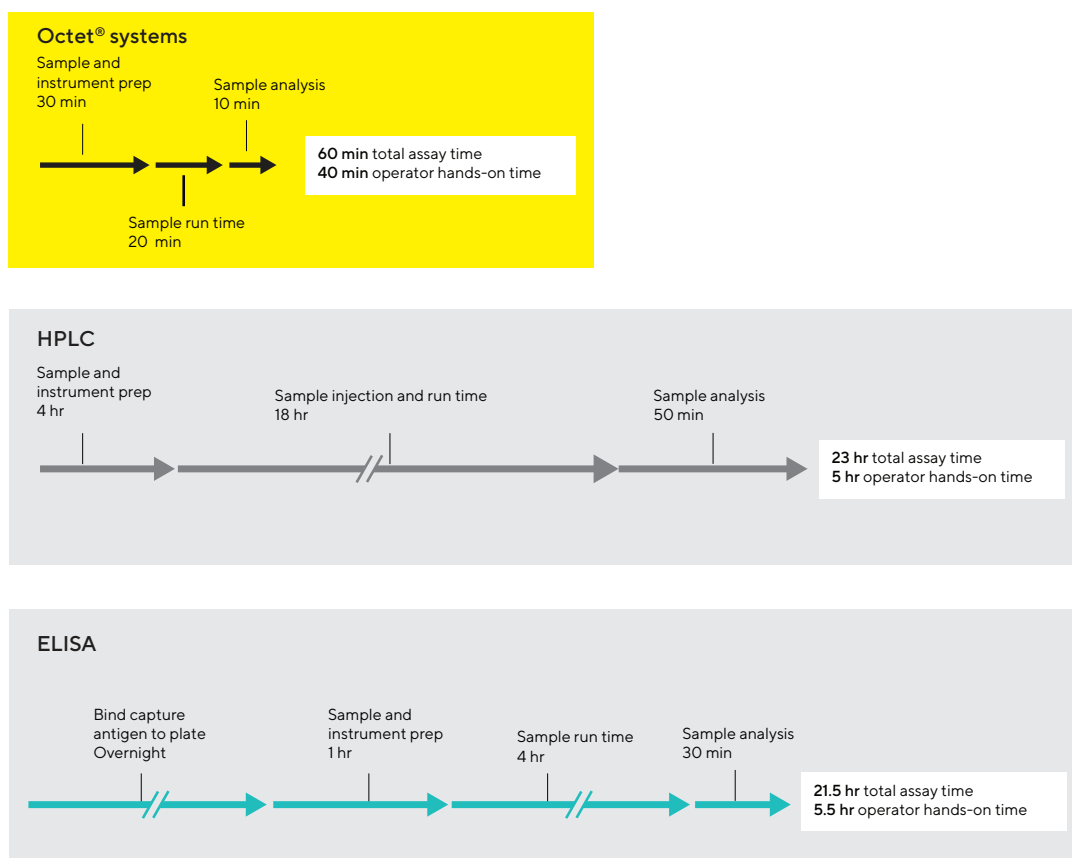 Octet® systems
Sample and
instrument prep
30 min
Sample analysis
10 min
60 min total assay time
40 min operator hands-on time
Sample run time
20 min
HPLC
Sample and
instrument prep
4 hr
Sample injection and run time
18 hr
Sample analysis
50 min
23 hr total assay time
5 hr operator hands-on time
ELISA
Bind capture
antigen to plate
Overnight
Sample and
instrument prep
1 hr
Sample run time
4 hr
Sample analysis
30 min
21.5 hr total assay time
5.5 hr operator hands-on time